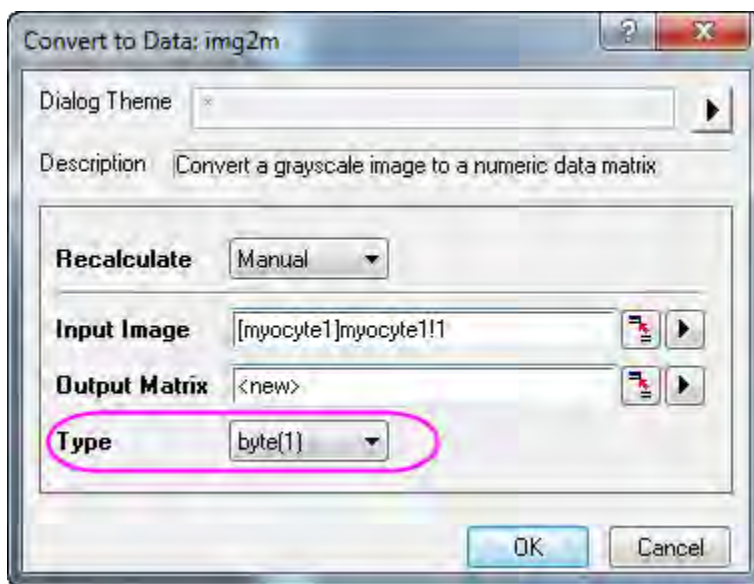 Convert to Data: img2m
Dialog Theme *
Description Convert a grayscale image to a numeric data matrix
Recalculate Manual
Input Image [myocyte1]myocyte1!1
Output Matrix <new>
Type byte(1)
OK Cancel